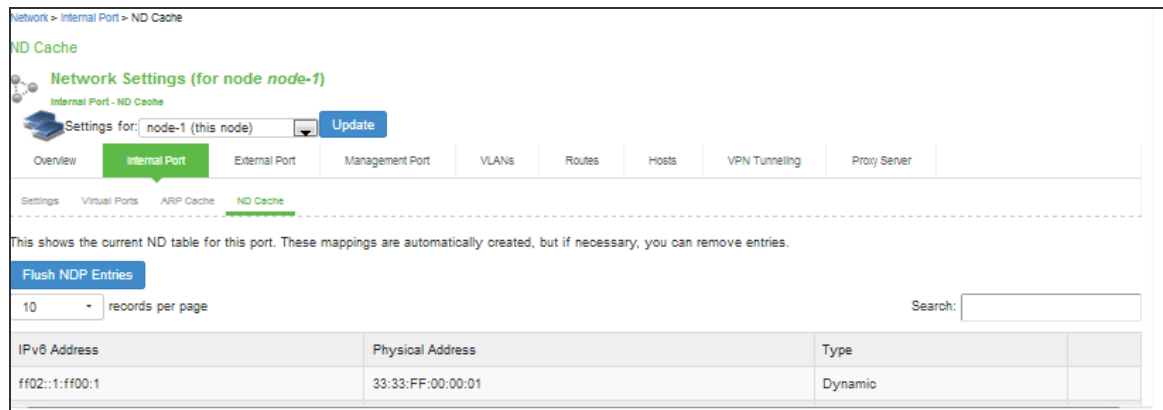 Network > Internal Port > ND Cache
ND Cache
Network Settings (for node node-1)
Internal Port - ND Cache
Settings for: node-1 (this node) Update
Overview Internal Port External Port Management Port VLANs Routes Hosts VPN Tunneling Proxy Server
Settings Virtual Ports ARP Cache ND Cache
This shows the current ND table for this port. These mappings are automatically created, but if necessary, you can remove entries.
Flush NDP Entries
10 records per page Search:
IPv6 Address Physical Address Type
ff02::1:ff00:1 33:33:FF:00:00:01 Dynamic